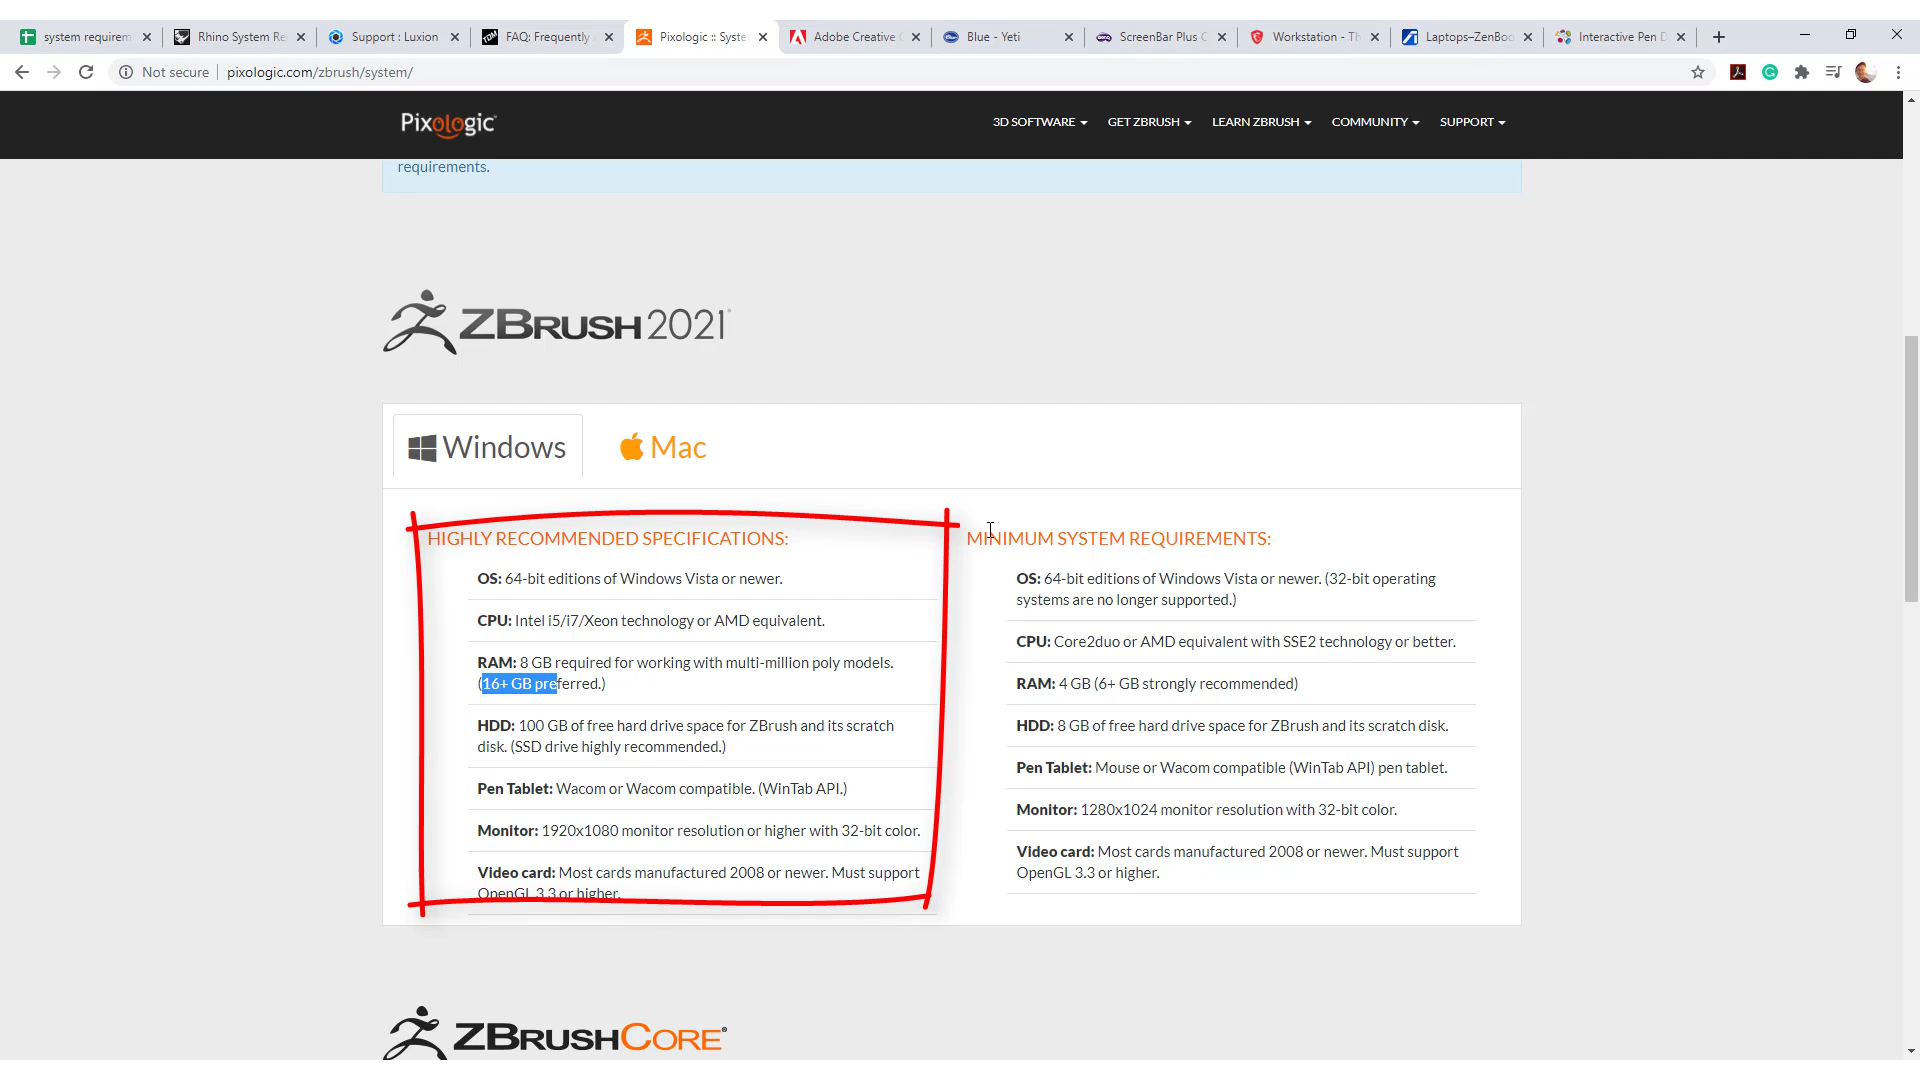 system requirem
Rhino System Re
Support : Luxion
FAQ: Frequently
Pixologic :: Syste
Adobe Creative
Blue - Yeti
ScreenBar Plus
Workstation - Th
Laptops–ZenBoo
Interactive Pen D
Not secure
pixologic.com/zbrush/system/
Pixologic
3D SOFTWARE
GET ZBRUSH
LEARN ZBRUSH
COMMUNITY
SUPPORT
requirements.
ZBRUSH 2021
Windows
Mac
HIGHLY RECOMMENDED SPECIFICATIONS:
OS: 64-bit editions of Windows Vista or newer.
CPU: Intel i5/i7/Xeon technology or AMD equivalent.
RAM: 8 GB required for working with multi-million poly models.
(16+ GB preferred.)
HDD: 100 GB of free hard drive space for ZBrush and its scratch
disk. (SSD drive highly recommended.)
Pen Tablet: Wacom or Wacom compatible. (WinTab API.)
Monitor: 1920x1080 monitor resolution or higher with 32-bit color.
Video card: Most cards manufactured 2008 or newer. Must support
OpenGL 3.3 or higher.
MINIMUM SYSTEM REQUIREMENTS:
OS: 64-bit editions of Windows Vista or newer. (32-bit operating
systems are no longer supported.)
CPU: Core2duo or AMD equivalent with SSE2 technology or better.
RAM: 4 GB (6+ GB strongly recommended)
HDD: 8 GB of free hard drive space for ZBrush and its scratch disk.
Pen Tablet: Mouse or Wacom compatible (WinTab API) pen tablet.
Monitor: 1280x1024 monitor resolution with 32-bit color.
Video card: Most cards manufactured 2008 or newer. Must support
OpenGL 3.3 or higher.
ZBRUSHCORE